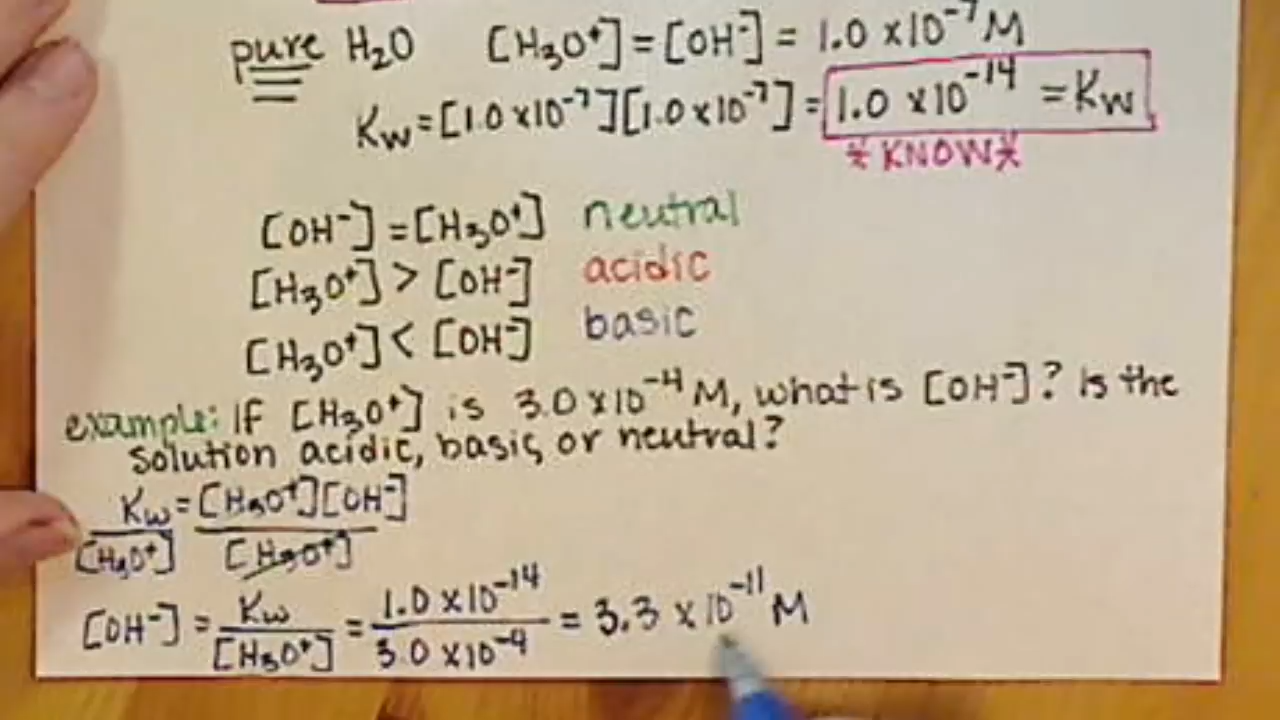 pure H₂O [H₃O⁺] = [OH⁻] = 1.0 x10⁻⁷ M
Kw = [1.0 x10⁻⁷][1.0 x10⁻⁷] = 1.0 x10⁻¹⁴ = Kw
*KNOW*
[OH⁻] = [H₃O⁺] neutral
[H₃O⁺] > [OH⁻] acidic
[H₃O⁺] < [OH⁻] basic
example: If [H₃O⁺] is 3.0 x10⁻⁴ M, what is [OH⁻]? Is the
solution acidic, basic, or neutral?
Kw = [H₃O⁺][OH⁻]
[H₃O⁺] [H₃O⁺]
[OH⁻] = Kw / [H₃O⁺] = 1.0 x10⁻¹⁴ / 3.0 x10⁻⁴ = 3.3 x10⁻¹¹ M